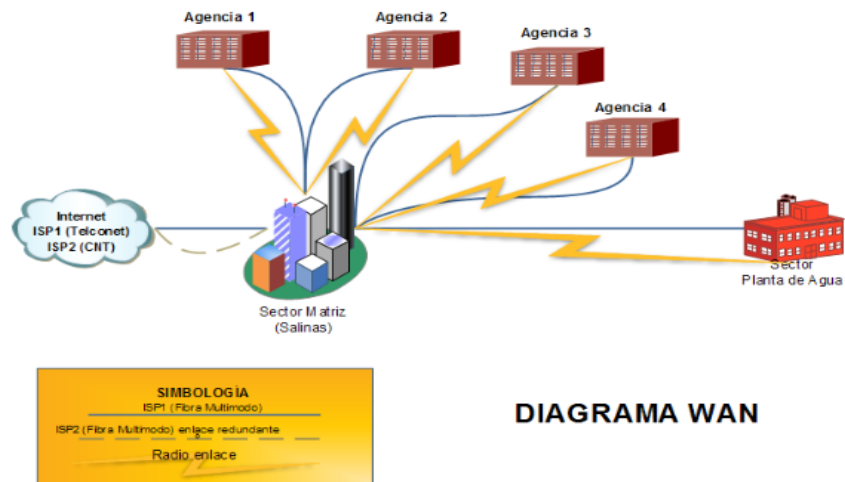 Agencia 1
Agencia 2
Agencia 3
Agencia 4
Internet
ISP1 (Telconet)
ISP2 (CNT)
Sector
Planta de Agua
Sector Matriz
(Salinas)
SIMBOLOGÌA
ISP1 (Fibra Multimodo)
ISP2 (Fibra Multimodo) enlace redundante
Radio enlace
DIAGRAMA WAN